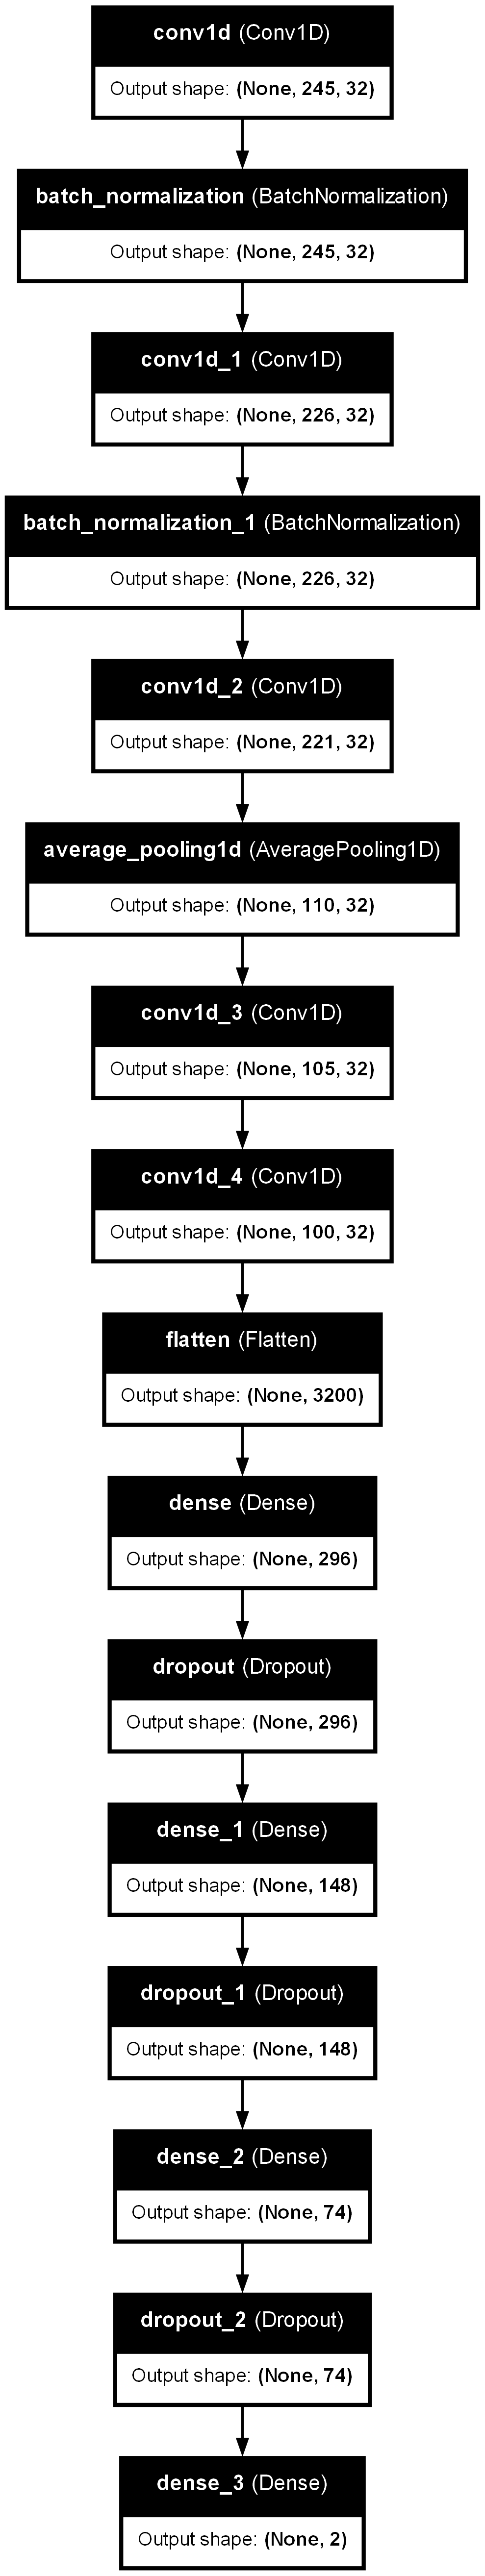 conv1d (Conv1D)
Output shape: (None, 245, 32)
batch_normalization (BatchNormalization)
Output shape: (None, 245, 32)
conv1d_1 (Conv1D)
Output shape: (None, 226, 32)
batch_normalization_1 (BatchNormalization)
Output shape: (None, 226, 32)
conv1d_2 (Conv1D)
Output shape: (None, 221, 32)
average_pooling1d (AveragePooling1D)
Output shape: (None, 110, 32)
conv1d_3 (Conv1D)
Output shape: (None, 105, 32)
conv1d_4 (Conv1D)
Output shape: (None, 100, 32)
flatten (Flatten)
Output shape: (None, 3200)
dense (Dense)
Output shape: (None, 296)
dropout (Dropout)
Output shape: (None, 296)
dense_1 (Dense)
Output shape: (None, 148)
dropout_1 (Dropout)
Output shape: (None, 148)
dense_2 (Dense)
Output shape: (None, 74)
dropout_2 (Dropout)
Output shape: (None, 74)
dense_3 (Dense)
Output shape: (None, 2)